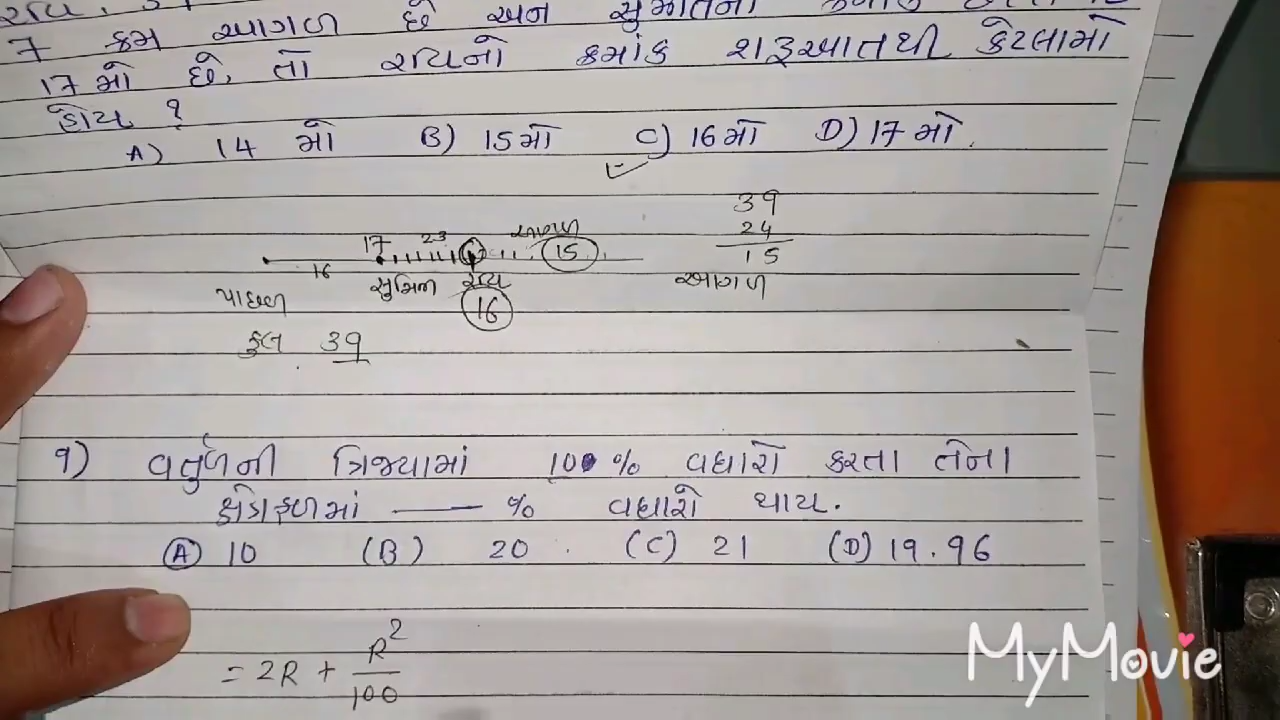 7 ક્રમ આગળ છે અને
17 મો છે, તો રવિનો ક્રમાંક શરૂઆતથી કેટલામો
હોય ?
A) 14 મો B) 15મો C) 16મો D) 17 મો.
39
24
15
આગળ
17 23 આગળ
15
16
સુમિત રવિ
પાછળ
16
કુલ 39
9) વર્તુળની ત્રિજ્યામાં 10 % વધારો કરતા તેના
ક્ષેત્રફળમાં —— % વધારો થાય.
(A) 10 (B) 20 . (C) 21 (D) 19.96
= 2R + R²/100
MyMovie